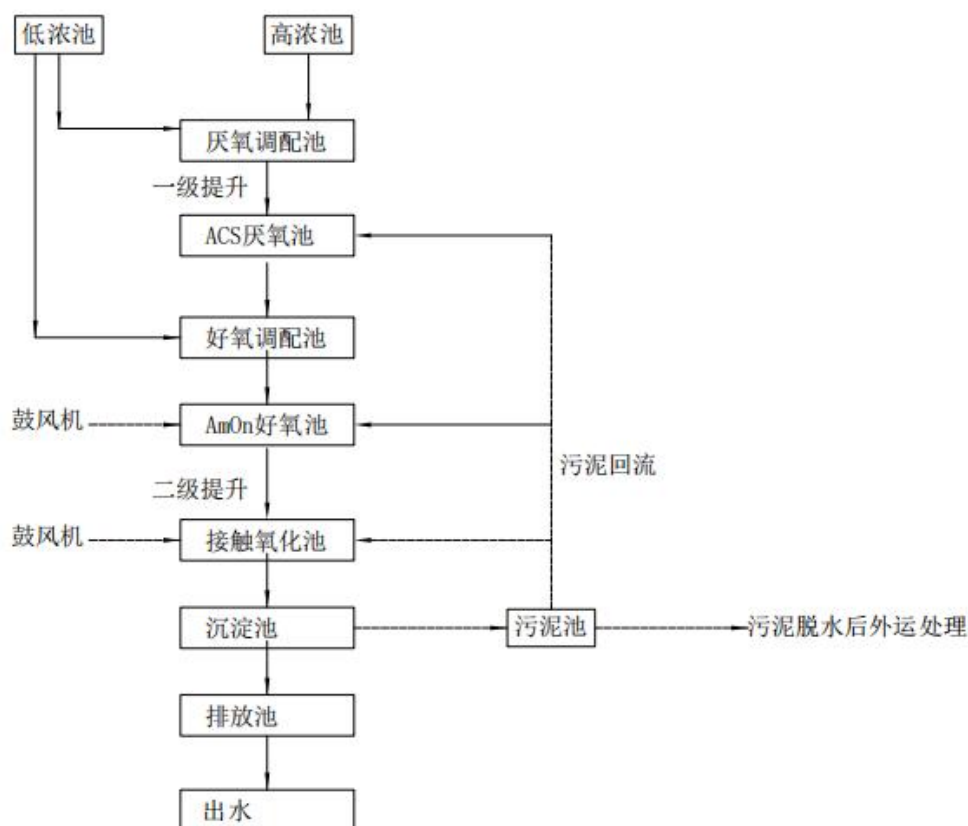 低浓池
高浓池
厌氧调配池
一级提升
ACS厌氧池
好氧调配池
鼓风机
AmOn好氧池
污泥回流
二级提升
鼓风机
接触氧化池
沉淀池
污泥池
污泥脱水后外运处理
排放池
出水